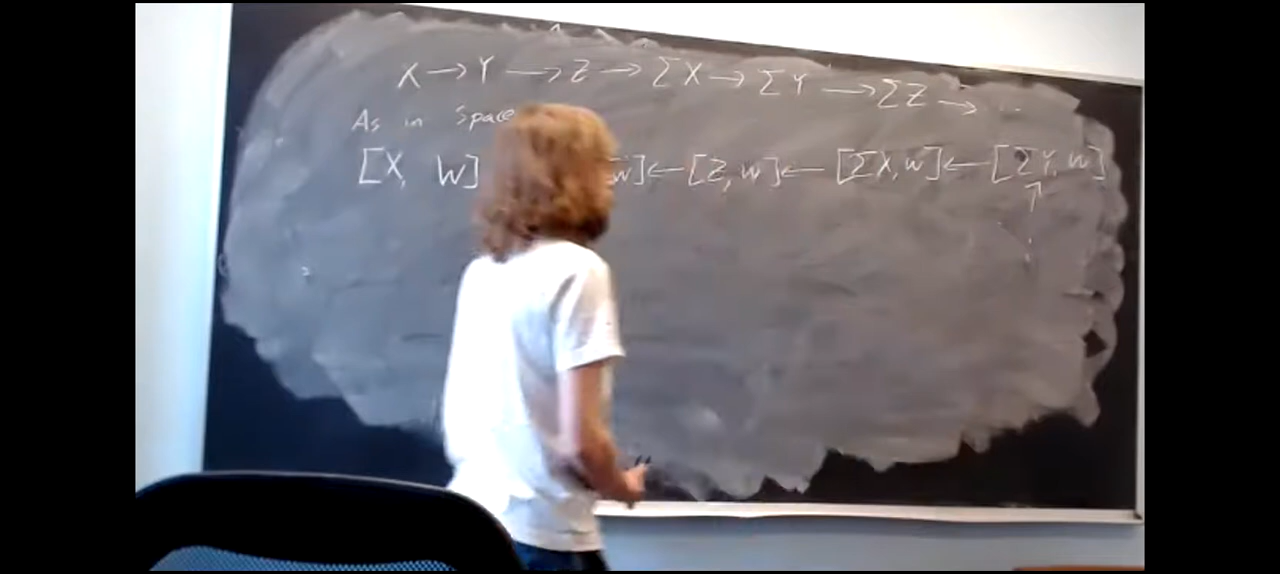 X → Y → Z → ΣX → ΣY → ΣZ → ...
As in Space
[X, W] w] ← [Z, w] ← [ΣX, w] ← [ΣY, w]
↑